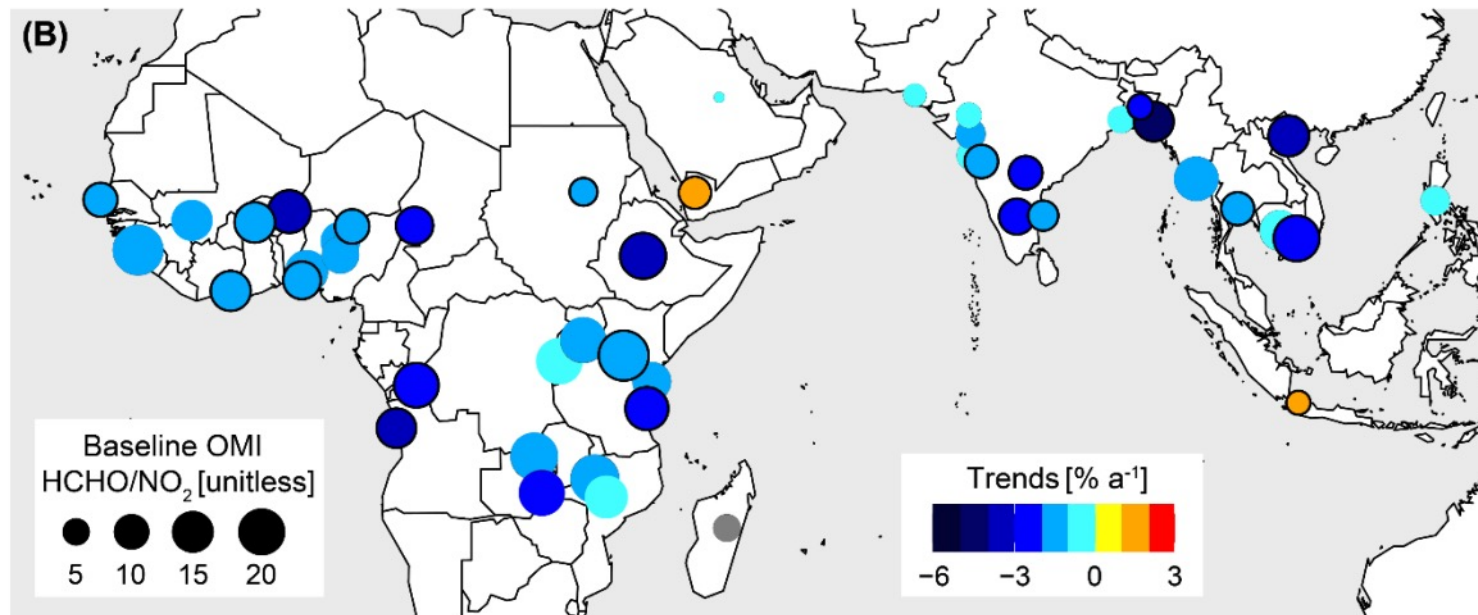 (B)
Baseline OMI
HCHO/NO₂ [unitless]
5 10 15 20
Trends [% a⁻¹]
−6 −3 0 3